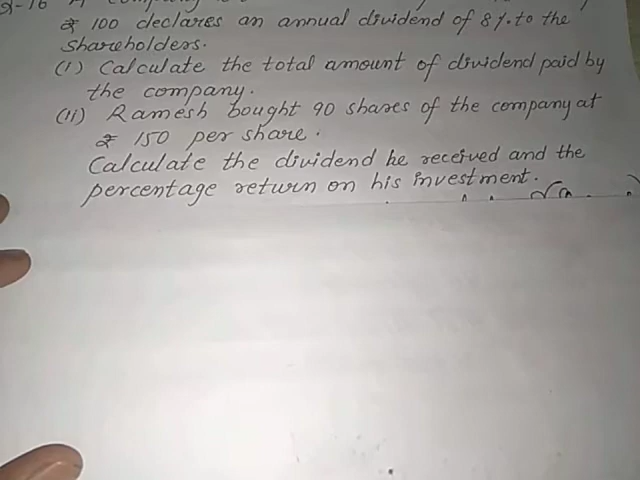 ₹ 100 declares an annual dividend of 8%. to the
Shareholders.
(i) Calculate the total amount of dividend paid by
the company.
(ii) Ramesh bought 90 shares of the company at
₹ 150 per share.
Calculate the dividend he received and the
percentage return on his investment.